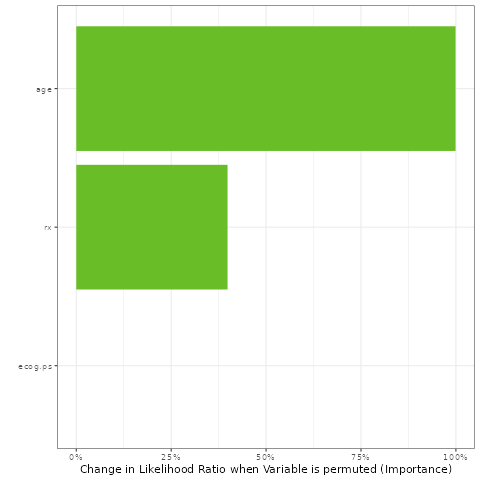 age
rx
ecog.ps
0% 25% 50% 75% 100%
Change in Likelihood Ratio when Variable is permuted (Importance)